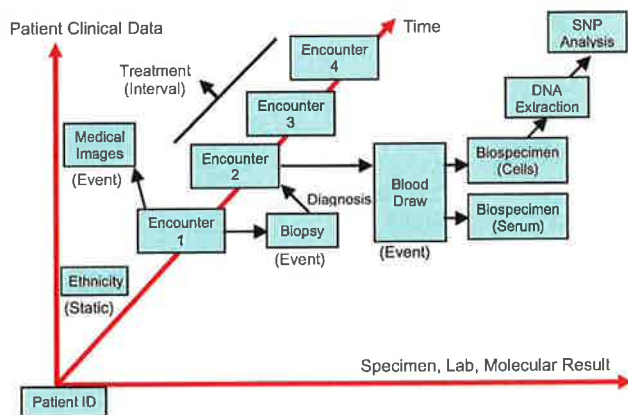 Patient Clinical Data
Time
SNP
Analysis
Encounter
4
Treatment
(Interval)
DNA
Extraction
Encounter
3
Medical
Images
(Event)
Encounter
2
Biospecimen
(Cells)
Diagnosis
Blood
Draw
(Event)
Biospecimen
(Serum)
Encounter
1
Biopsy
(Event)
Ethnicity
(Static)
Specimen, Lab, Molecular Result
Patient ID